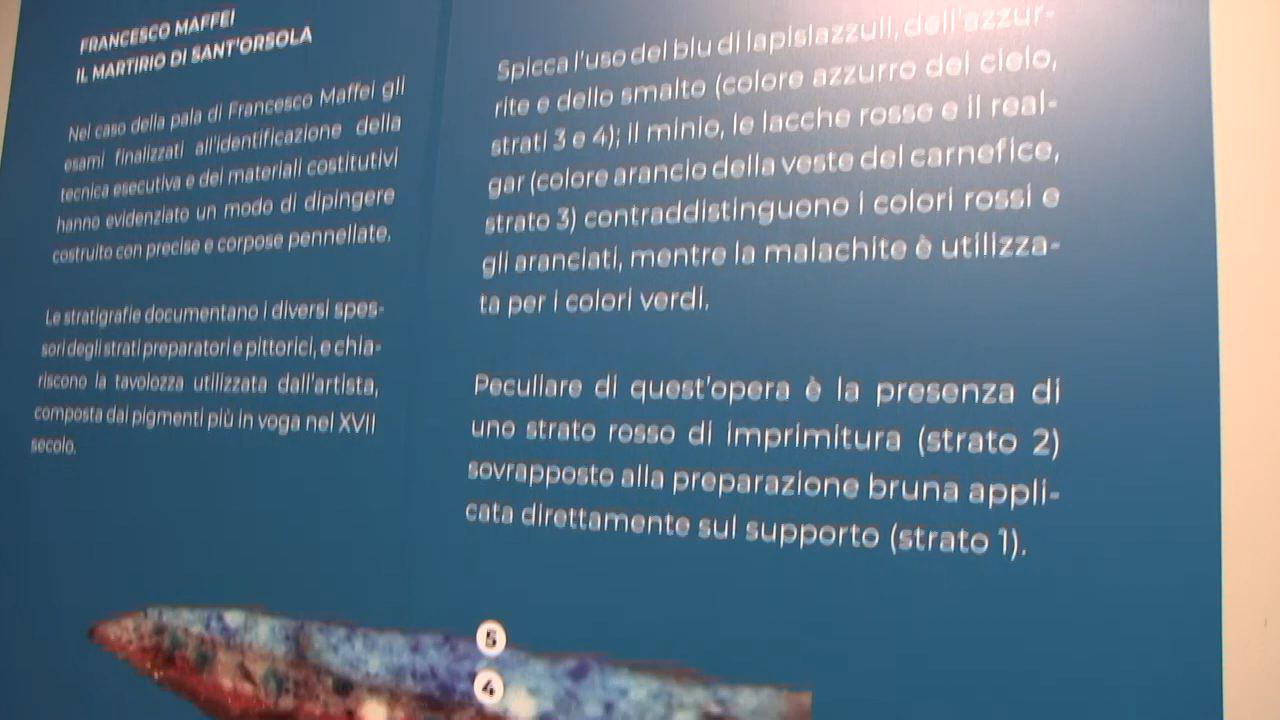 FRANCESCO MAFFEI
IL MARTIRIO DI SANT'ORSOLA
Nel caso della pala di Francesco Maffei gli
esami finalizzati all'identificazione della
tecnica esecutiva e dei materiali costitutivi
hanno evidenziato un modo di dipingere
costruito con precise e corpose pennellate.
Le stratigrafie documentano i diversi spes-
sori degli strati preparatori e pittorici, e chia-
riscono la tavolozza utilizzata dall'artista,
composta dai pigmenti più in voga nel XVII
secolo.
Spicca l'uso del blu di lapislazzuli, dell'azzur-
rite e dello smalto (colore azzurro del cielo,
strati 3 e 4); il minio, le lacche rosse e il real-
gar (colore arancio della veste del carnefice,
strato 3) contraddistinguono i colori rossi e
gli aranciati, mentre la malachite è utilizza-
ta per i colori verdi.
Peculiare di quest'opera è la presenza di
uno strato rosso di imprimitura (strato 2)
sovrapposto alla preparazione bruna appli-
cata direttamente sul supporto (strato 1).
5
4